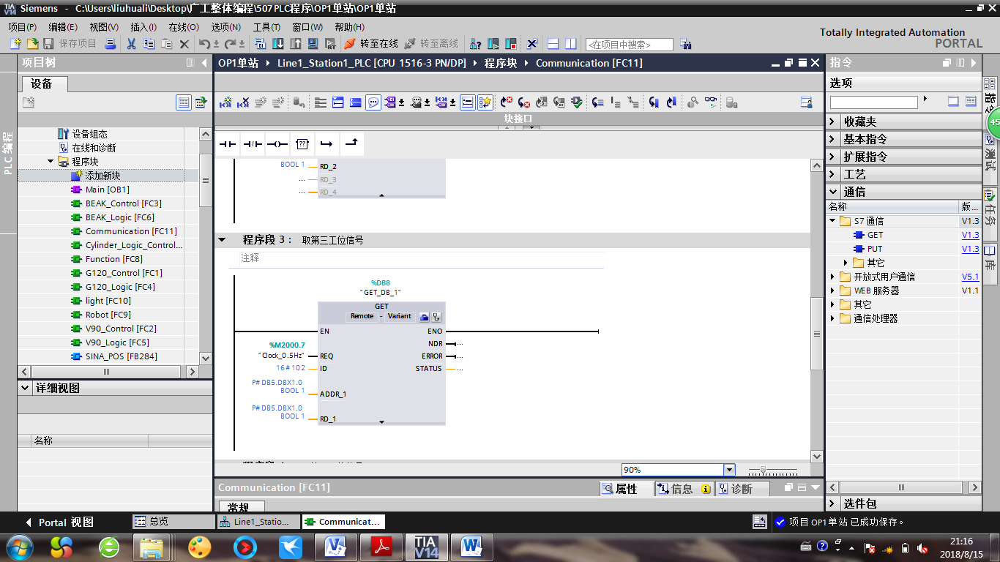 Siemens - C:\Users\liuhuali\Desktop\广工整体编程\507PLC程序\OP1单站\OP1单站
项目(P) 编辑(E) 视图(V) 插入(I) 在线(O) 选项(N) 工具(T) 窗口(W) 帮助(H)
Totally Integrated Automation
PORTAL
保存项目 转至在线 转至离线 <在项目中搜索>
项目树
OP1单站 Line1_Station1_PLC [CPU 1516-3 PN/DP] 程序块 Communication [FC11]
指令
设备
选项
PLC 编程
块接口
设备组态
在线和诊断
程序块
添加新块
Main [OB1]
BEAK_Control [FC3]
BEAK_Logic [FC6]
Communication [FC11]
Cylinder_Logic_Control...
Function [FC8]
G120_Control [FC1]
G120_Logic [FC4]
light [FC10]
Robot [FC9]
V90_Control [FC2]
V90_Logic [FC5]
SINA_POS [FB284]
详细视图
名称
BOOL 1 RD_2
... RD_3
... RD_4
程序段 3： 取第三工位信号
注释
%DB8
"GET_DB_1"
GET
Remote - Variant
EN ENO
NDR ...
%M2000.7
"Clock_0.5Hz" REQ
ERROR ...
16#102 ID
STATUS ...
P#DB5.DBX1.0
BOOL 1 ADDR_1
P#DB5.DBX1.0
BOOL 1 RD_1
90%
Communication [FC11]
属性 信息 诊断
常规
收藏夹
基本指令
扩展指令
工艺
通信
名称 版...
S7 通信 V1.3
GET V1.3
PUT V1.3
其它
开放式用户通信 V5.1
WEB 服务器 V1.1
其它
通信处理器
选件包
测试
任务
库
45
Portal 视图 总览 Line1_Statio... Communicat...
项目 OP1单站 已成功保存。
TIA
V14
21:16
2018/8/15